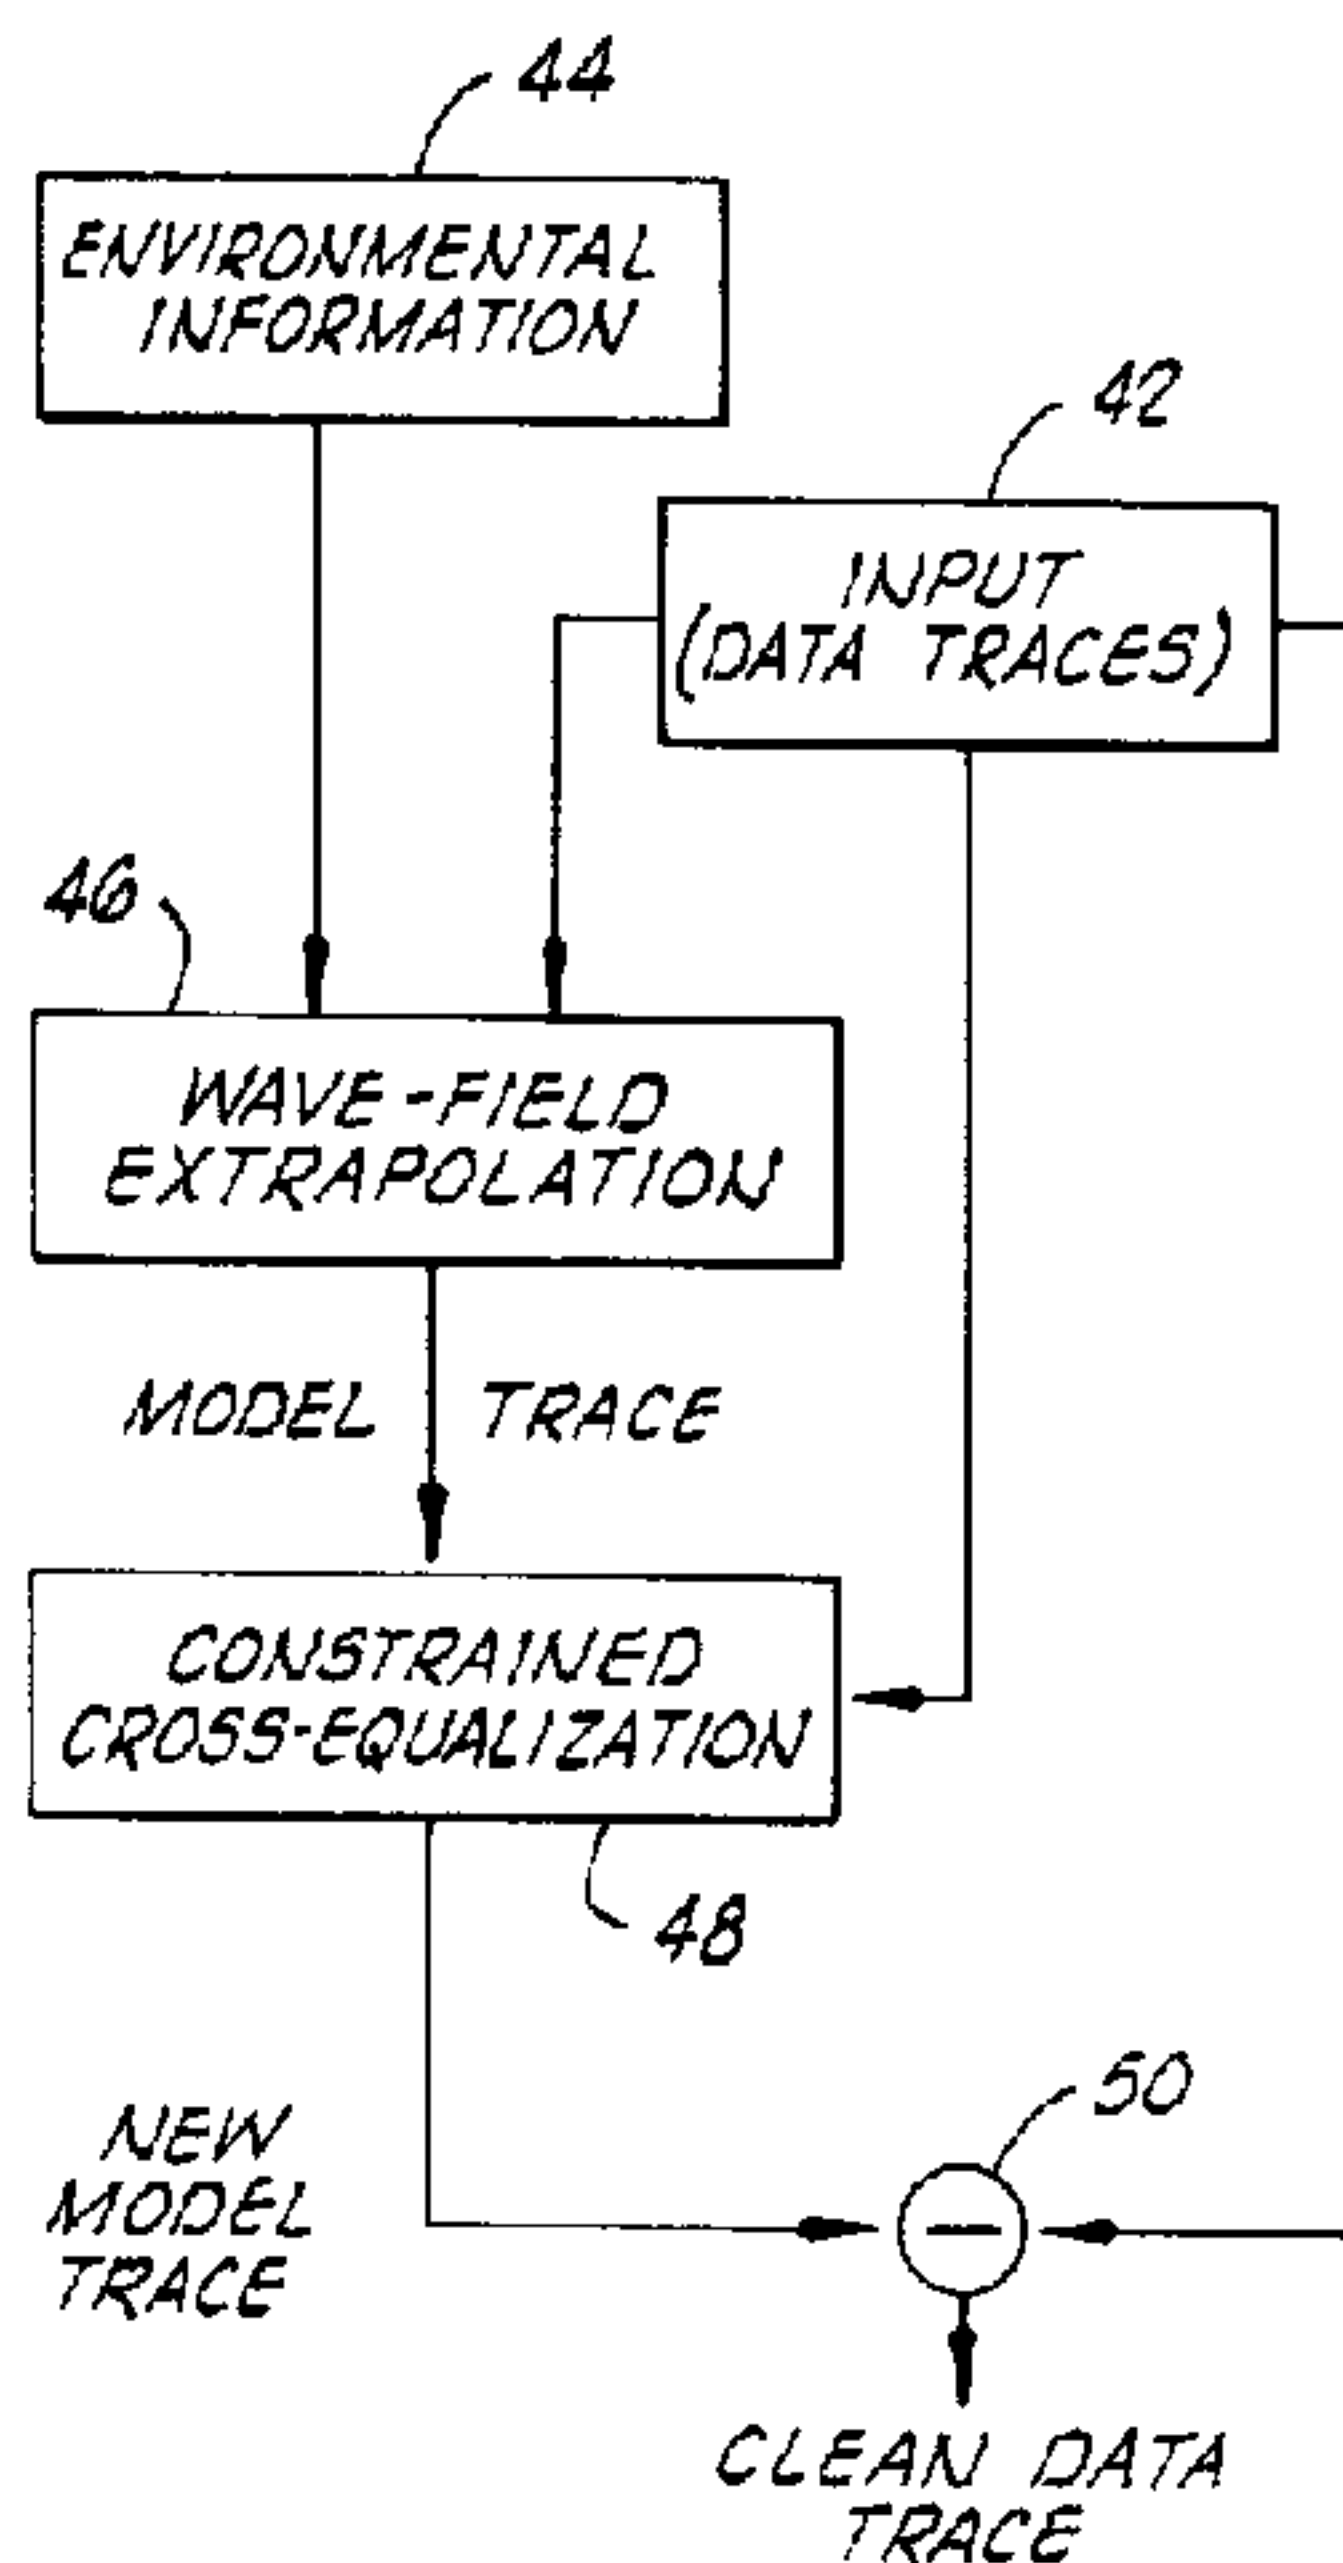 44
ENVIRONMENTAL
INFORMATION
42
INPUT
(DATA TRACES)
46
WAVE-FIELD
EXTRAPOLATION
MODEL TRACE
CONSTRAINED
CROSS-EQUALIZATION
48
50
NEW
MODEL
TRACE
CLEAN DATA
TRACE